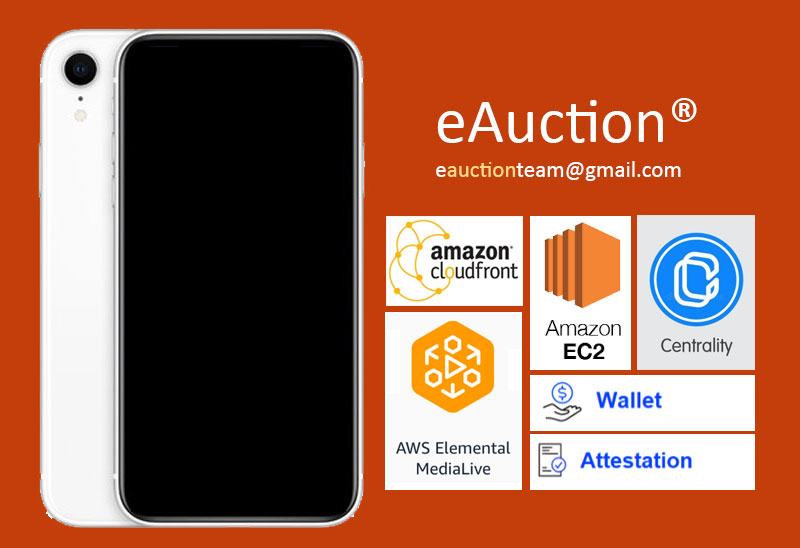 eAuction®
eauctionteam@gmail.com
amazon
cloudfront
Amazon
EC2
Centrality
AWS Elemental
MediaLive
Wallet
Attestation